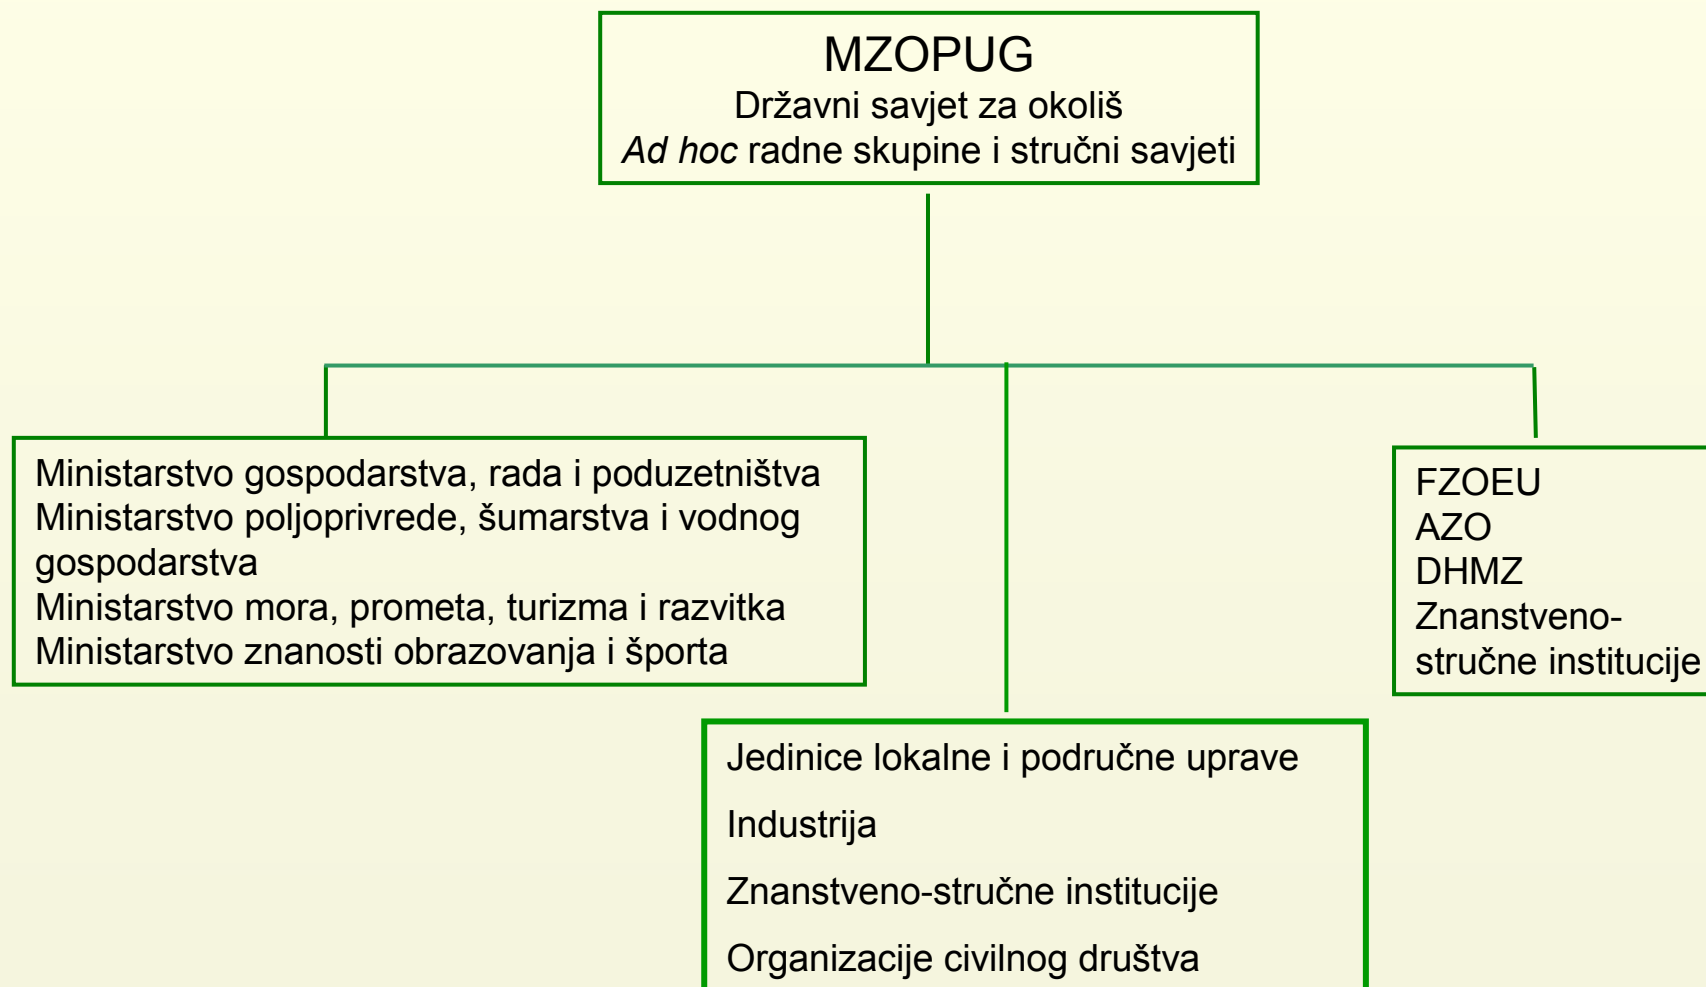 MZOPUG
Državni savjet za okoliš
Ad hoc radne skupine i stručni savjeti
Ministarstvo gospodarstva, rada i poduzetništva
Ministarstvo poljoprivrede, šumarstva i vodnog
gospodarstva
Ministarstvo mora, prometa, turizma i razvitka
Ministarstvo znanosti obrazovanja i športa
FZOEU
AZO
DHMZ
Znanstveno-
stručne institucije
Jedinice lokalne i područne uprave
Industrija
Znanstveno-stručne institucije
Organizacije civilnog društva